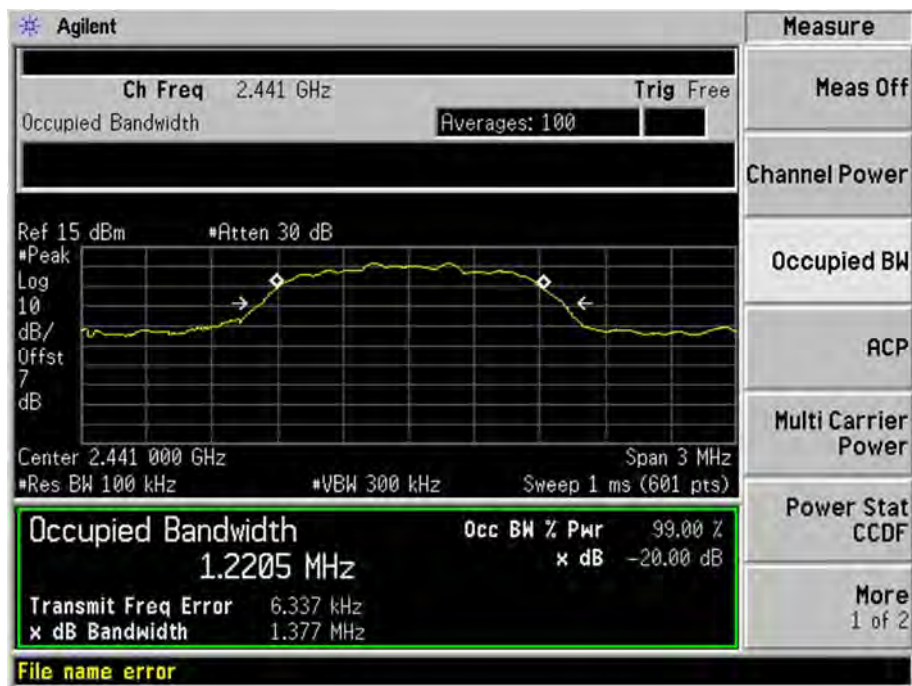 Agilent
Measure
Ch Freq 2.441 GHz Trig Free
Occupied Bandwidth Averages: 100
Meas Off
Channel Power
Occupied BW
ACP
Multi Carrier
Power
Power Stat
CCDF
More
1 of 2
Ref 15 dBm #Atten 30 dB
#Peak
Log
10
dB/
Offst
7
dB
Center 2.441 000 GHz Span 3 MHz
#Res BW 100 kHz #VBW 300 kHz Sweep 1 ms (601 pts)
Occupied Bandwidth
1.2205 MHz
Occ BW % Pwr 99.00 %
x dB -20.00 dB
Transmit Freq Error 6.337 kHz
x dB Bandwidth 1.377 MHz
File name error